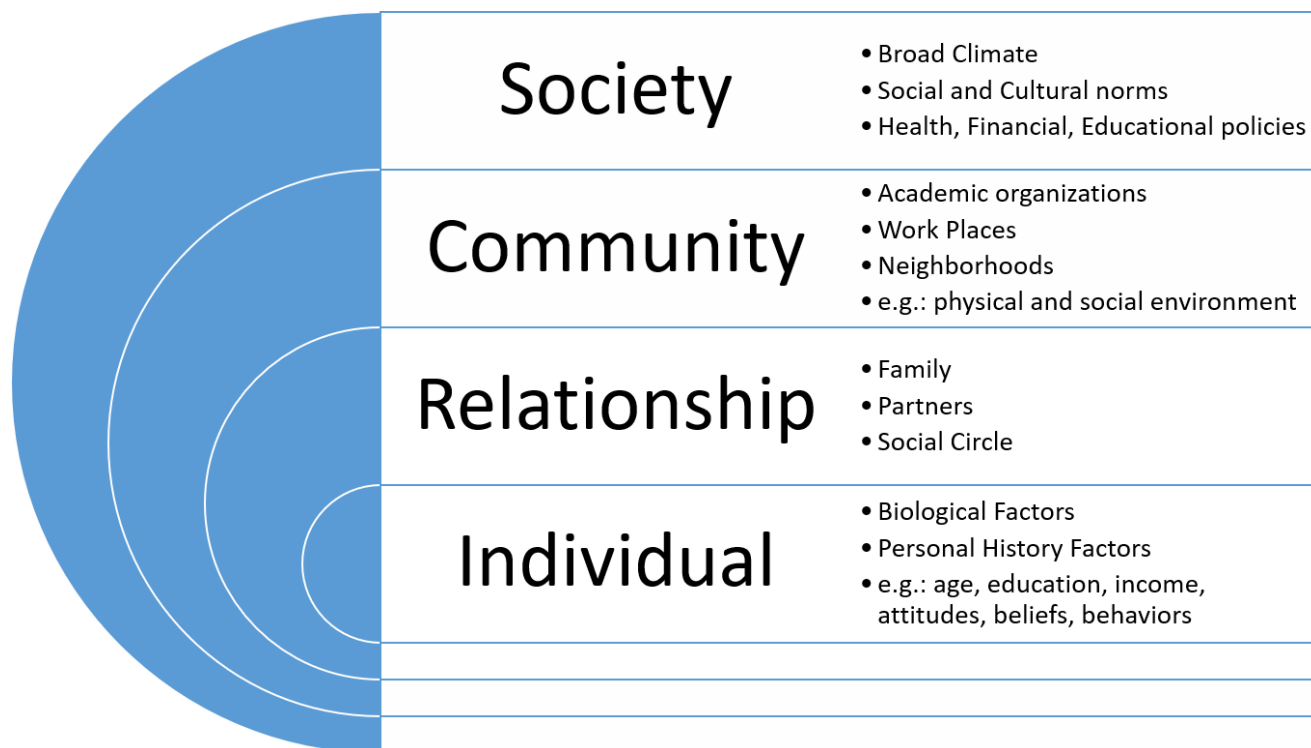 Society
• Broad Climate
• Social and Cultural norms
• Health, Financial, Educational policies
Community
• Academic organizations
• Work Places
• Neighborhoods
• e.g.: physical and social environment
Relationship
• Family
• Partners
• Social Circle
Individual
• Biological Factors
• Personal History Factors
• e.g.: age, education, income,
attitudes, beliefs, behaviors